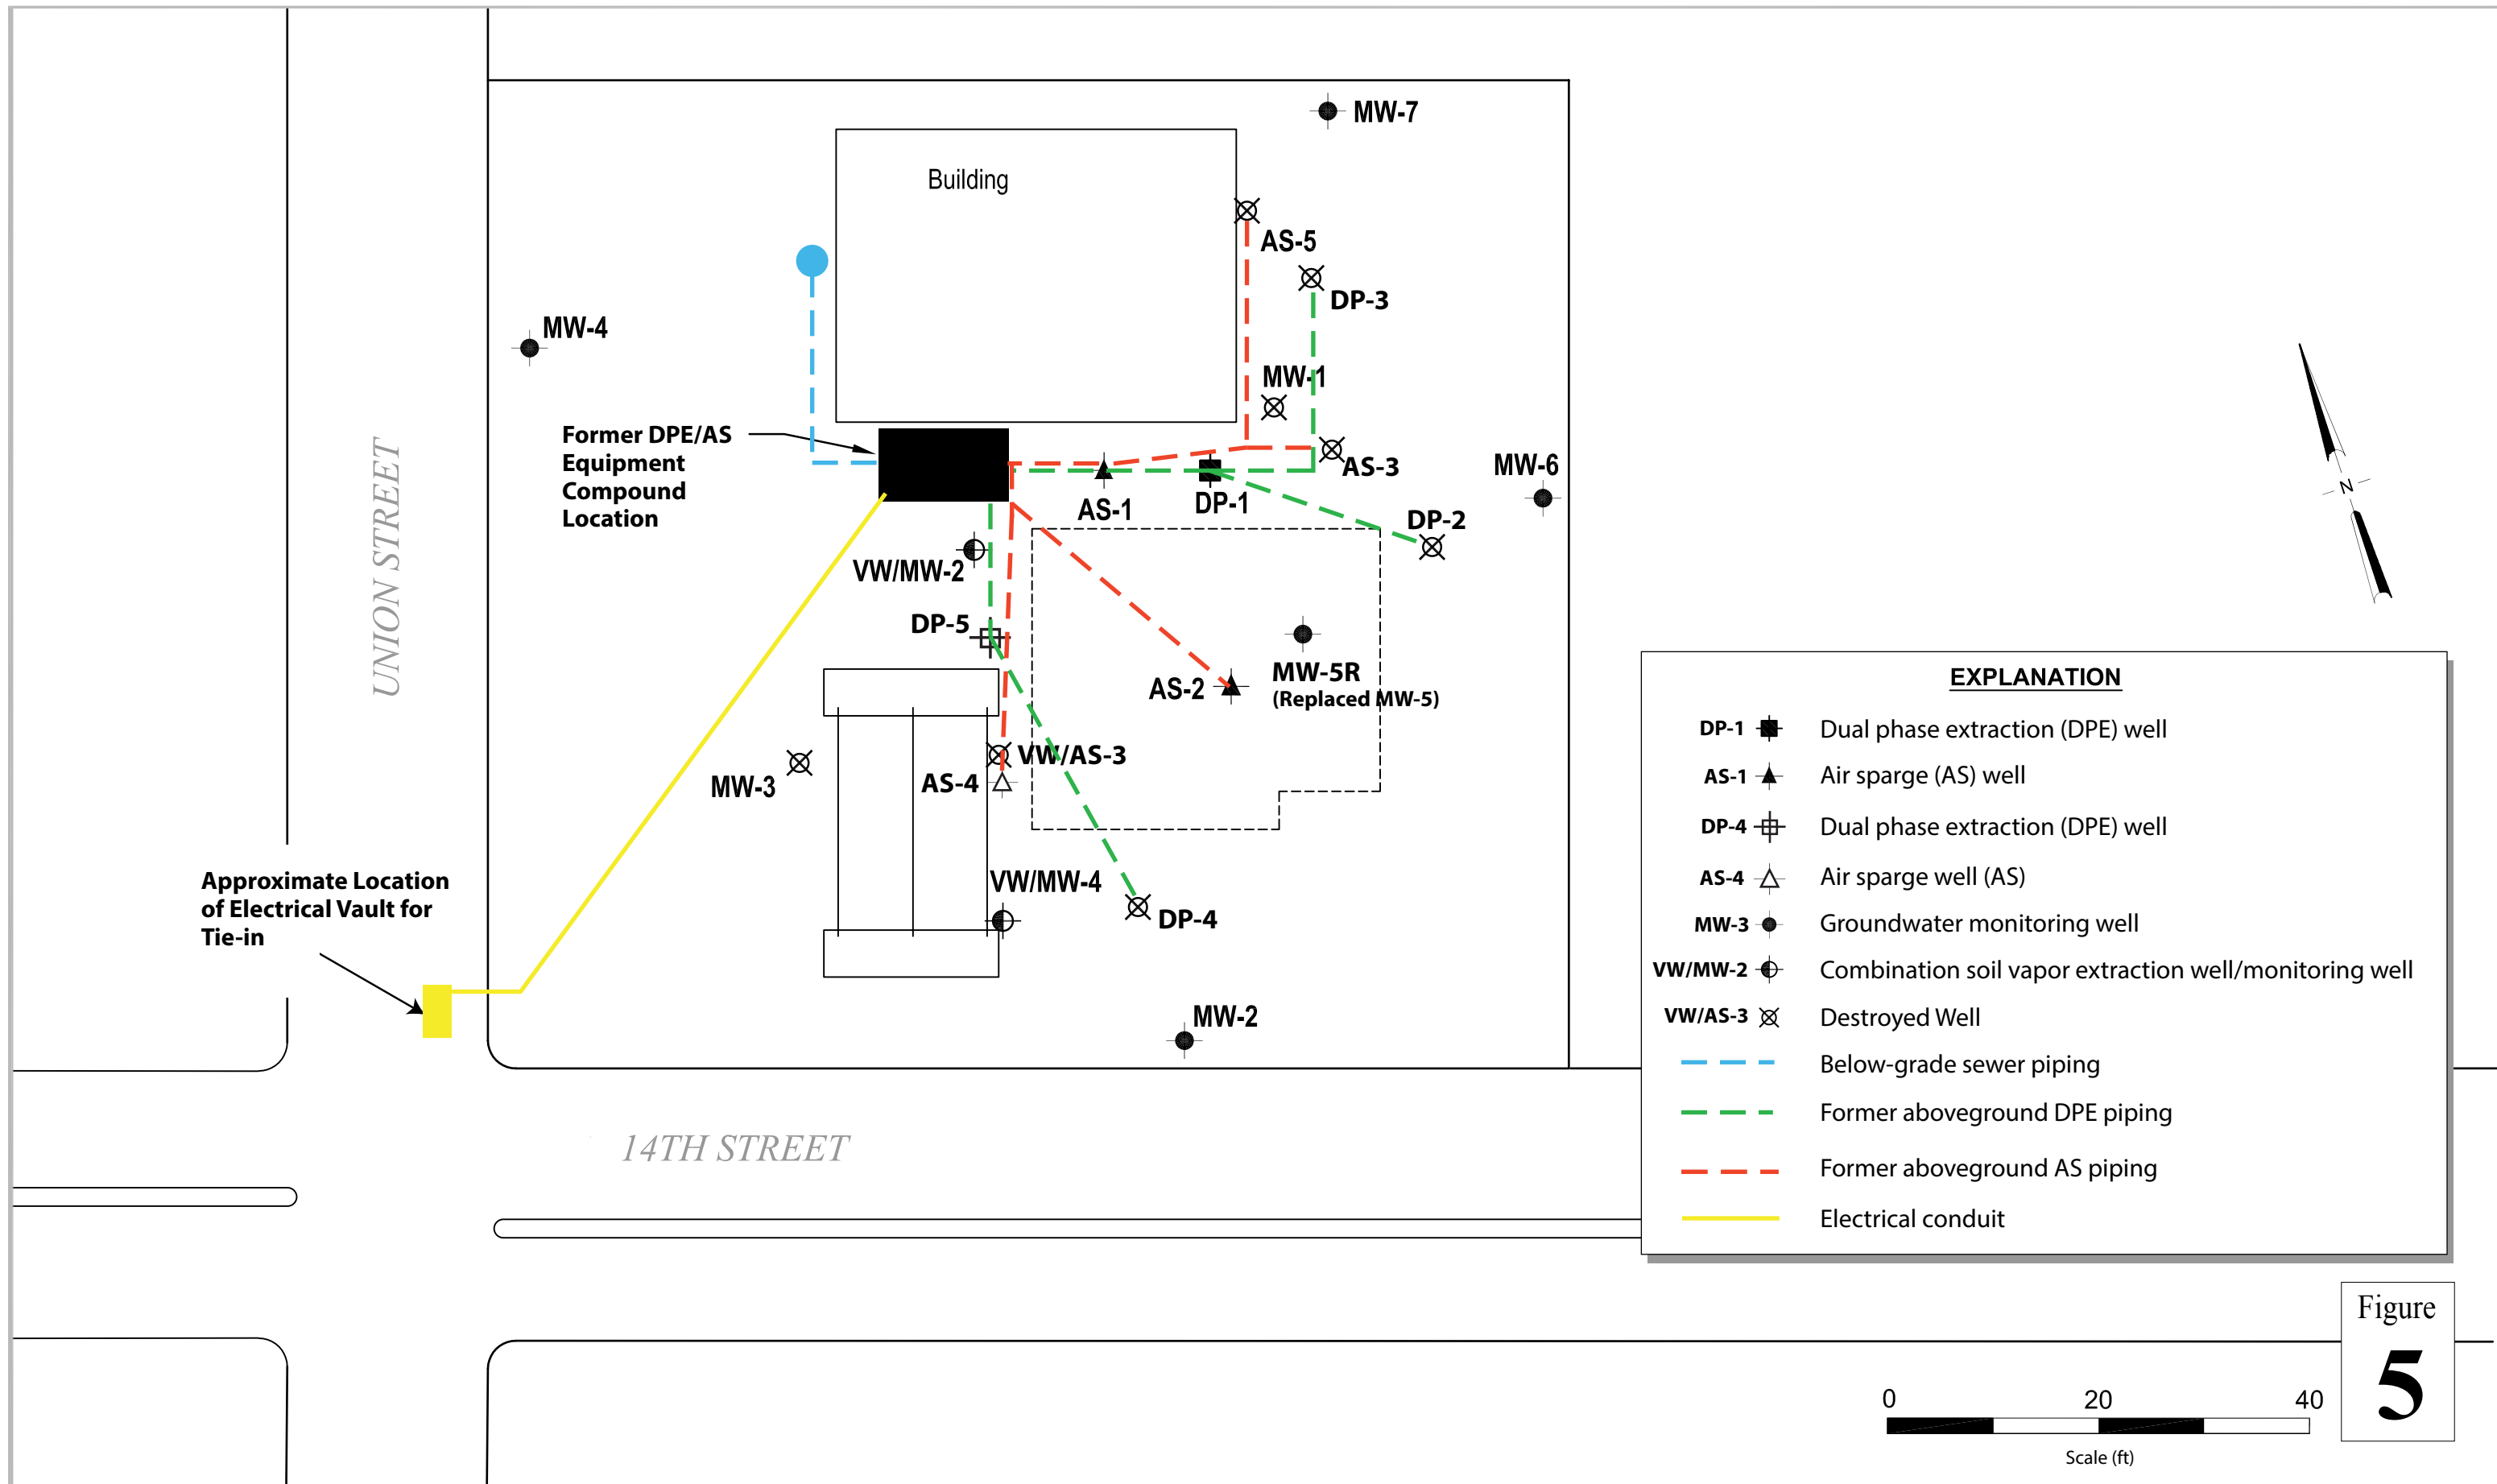 MW-7
Building
AS-5
DP-3
MW-4
MW-1
Former DPE/AS
Equipment
Compound
Location
AS-3
MW-6
AS-1
DP-1
DP-2
UNION STREET
N
VW/MW-2
DP-5
MW-5R
(Replaced MW-5)
AS-2
VW/AS-3
MW-3
AS-4
VW/MW-4
DP-4
Approximate Location
of Electrical Vault for
Tie-in
MW-2
14TH STREET
EXPLANATION
DP-1 Dual phase extraction (DPE) well
AS-1 Air sparge (AS) well
DP-4 Dual phase extraction (DPE) well
AS-4 Air sparge well (AS)
MW-3 Groundwater monitoring well
VW/MW-2 Combination soil vapor extraction well/monitoring well
VW/AS-3 Destroyed Well
Below-grade sewer piping
Former aboveground DPE piping
Former aboveground AS piping
Electrical conduit
Figure
5
0 20 40
Scale (ft)